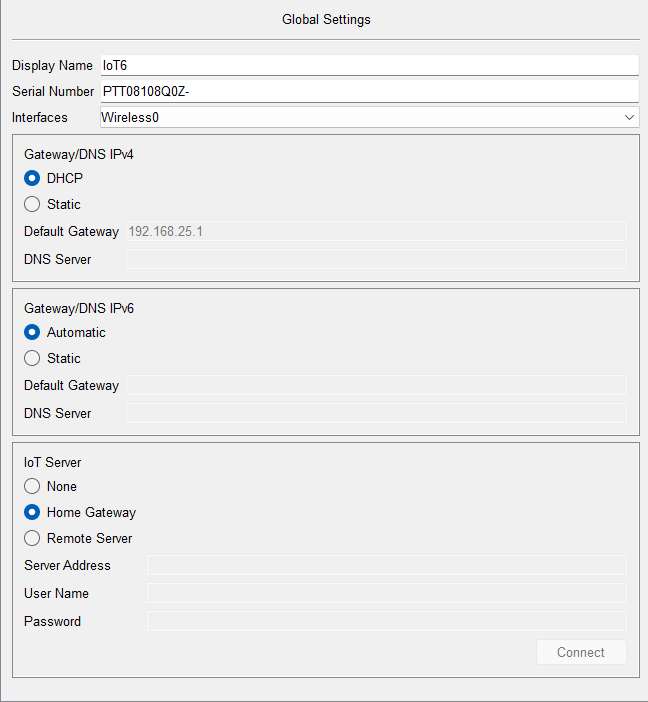 Global Settings
Display Name IoT6
Serial Number PTT08108Q0Z-
Interfaces Wireless0
Gateway/DNS IPv4
DHCP
Static
Default Gateway 192.168.25.1
DNS Server
Gateway/DNS IPv6
Automatic
Static
Default Gateway
DNS Server
IoT Server
None
Home Gateway
Remote Server
Server Address
User Name
Password
Connect